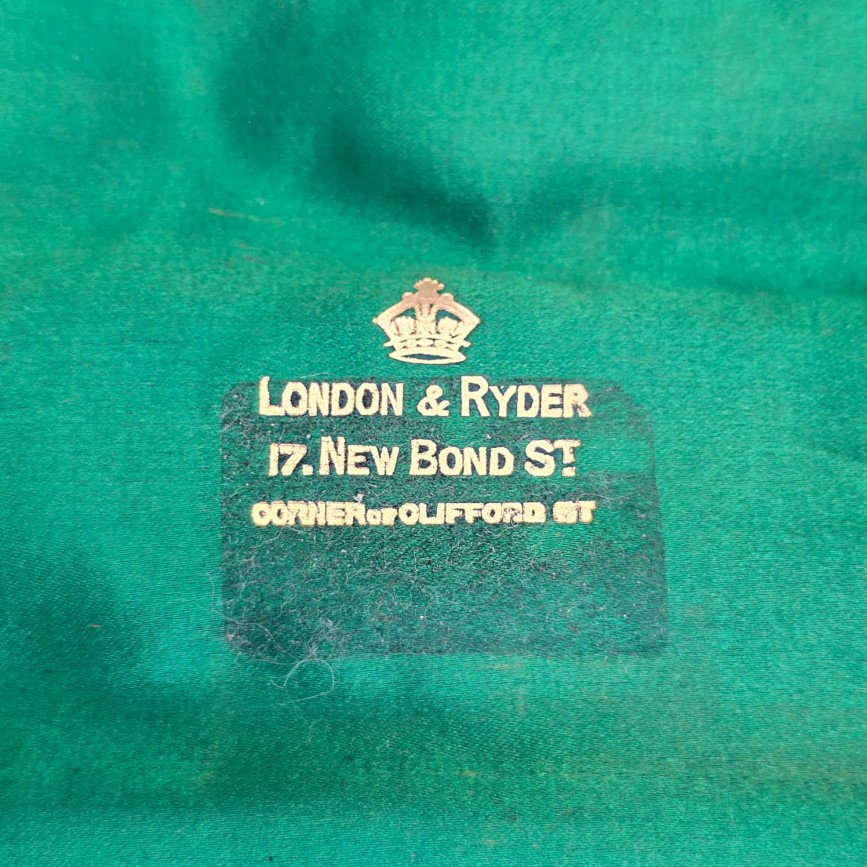 LONDON & RYDER
17. NEW BOND ST.
CORNER OF CLIFFORD ST